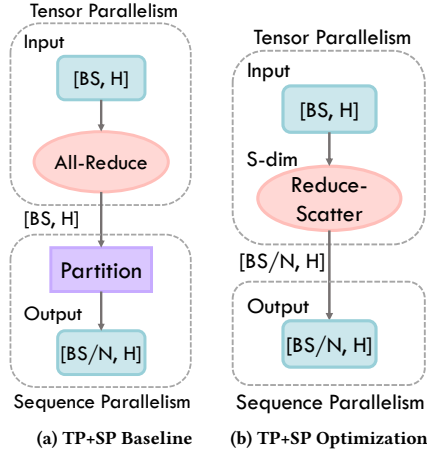 Tensor Parallelism
Input
[BS, H]
All-Reduce
[BS, H]
Partition
Output
[BS/N, H]
Sequence Parallelism
(a) TP+SP Baseline
Tensor Parallelism
Input
[BS, H]
S-dim
Reduce-
Scatter
[BS/N, H]
Output
[BS/N, H]
Sequence Parallelism
(b) TP+SP Optimization